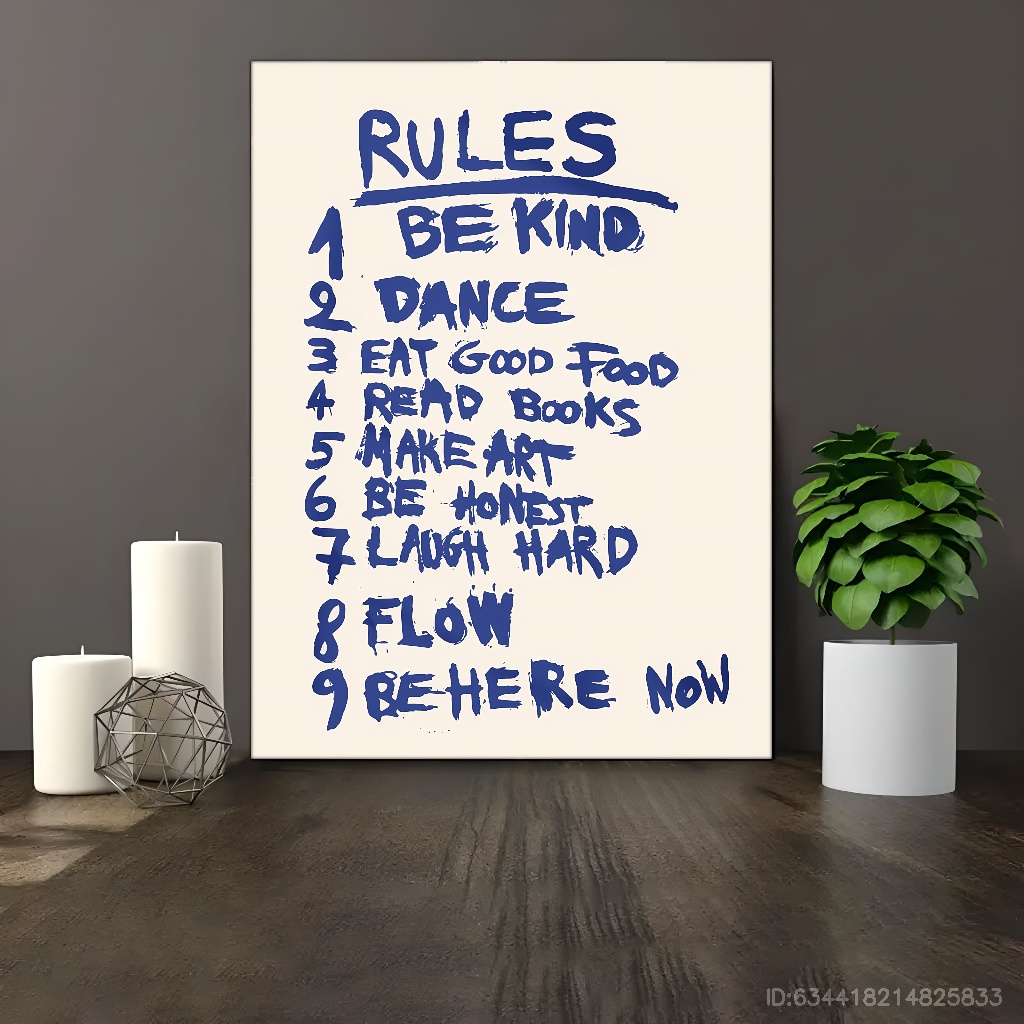 RULES
1 BE KIND
2 DANCE
3 EAT GOOD FOOD
4 READ BOOKS
5 MAKE ART
6 BE HONEST
7 LAUGH HARD
8 FLOW
9 BE HERE NOW
ID:634418214825833